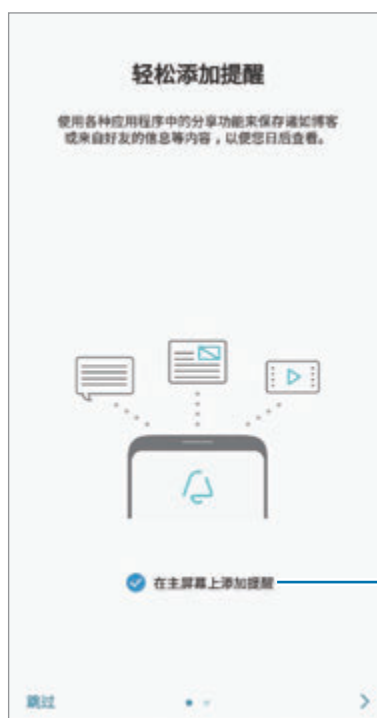 轻松添加提醒
使用各种应用程序中的分享功能来保存诸如博客
或来自好友的信息等内容，以便您日后查看。
在主屏幕上添加提醒
跳过